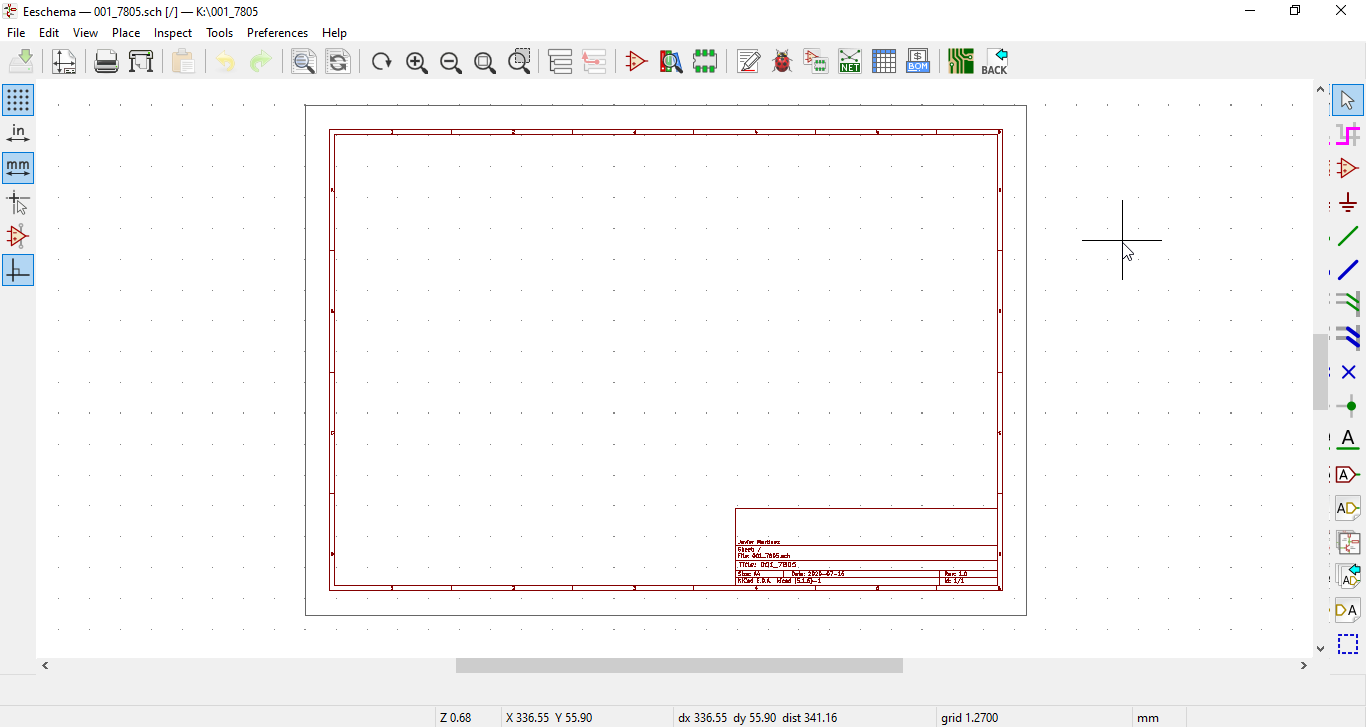 Eeschema — 001_7805.sch [/] — K:\001_7805
File Edit View Place Inspect Tools Preferences Help
NET
$
BOM
BACK
in
mm
A
A
AD
AD
DA
Javier Martinez
Sheet: /
File: 001_7805.sch
Title: 001_7805
Size: A4 Date: 2020-07-16 Rev: 1.0
KiCad E.D.A. kicad (5.1.6)-1 Id: 1/1
Z 0.68 X 336.55 Y 55.90 dx 336.55 dy 55.90 dist 341.16 grid 1.2700 mm